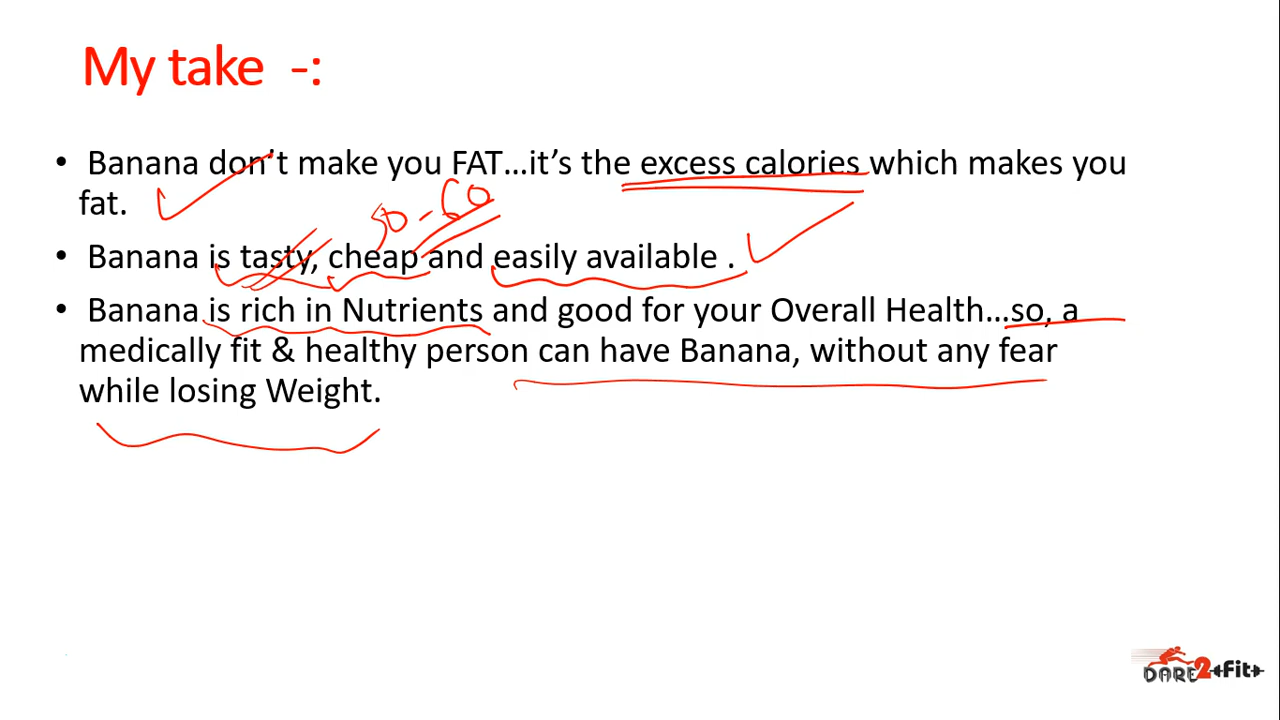 My take -:
• Banana don't make you FAT...it's the excess calories which makes you
fat.
50-60
• Banana is tasty, cheap and easily available .
• Banana is rich in Nutrients and good for your Overall Health...so, a
medically fit & healthy person can have Banana, without any fear
while losing Weight.
DARE2Fit